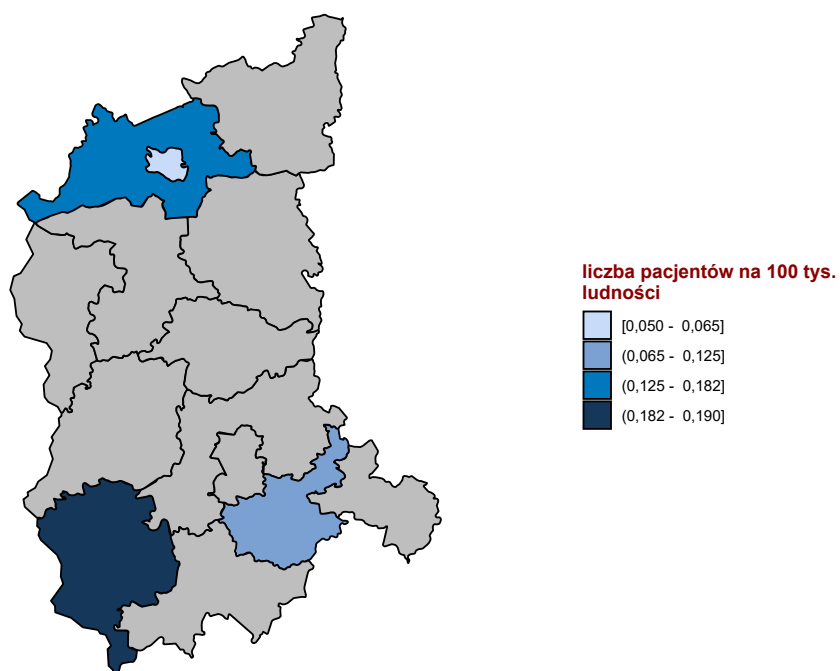 liczba pacjentów na 100 tys.
ludności
[0,050 - 0,065]
(0,065 - 0,125]
(0,125 - 0,182]
(0,182 - 0,190]